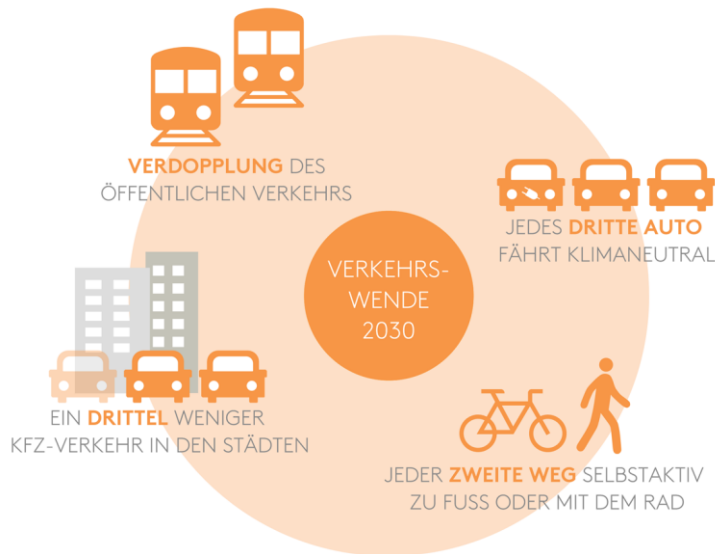 VERDOPPLUNG DES
ÖFFENTLICHEN VERKEHRS
JEDES DRITTE AUTO
FÄHRT KLIMANEUTRAL
VERKEHRS-
WENDE
2030
EIN DRITTEL WENIGER
KFZ-VERKEHR IN DEN STÄDTEN
JEDER ZWEITE WEG SELBSTAKTIV
ZU FUSS ODER MIT DEM RAD